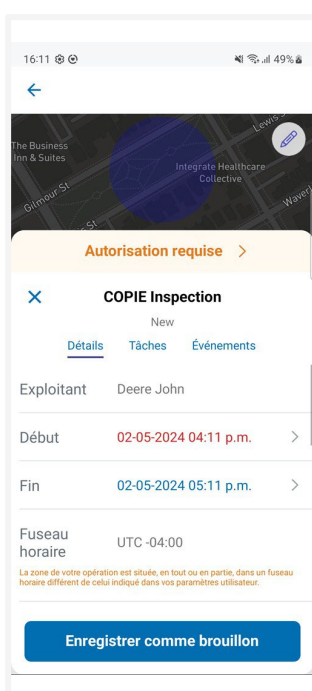 16:11 49%
The Business
Inn & Suites
Lewis S
Integrate Healthcare
Collective
Waverl
Gilmour St
St
Autorisation requise >
COPIE Inspection
New
Détails Tâches Événements
Exploitant Deere John
Début 02-05-2024 04:11 p.m.
Fin 02-05-2024 05:11 p.m.
Fuseau
horaire UTC -04:00
La zone de votre opération est située, en tout ou en partie, dans un fuseau
horaire différent de celui indiqué dans vos paramètres utilisateur.
Enregistrer comme brouillon